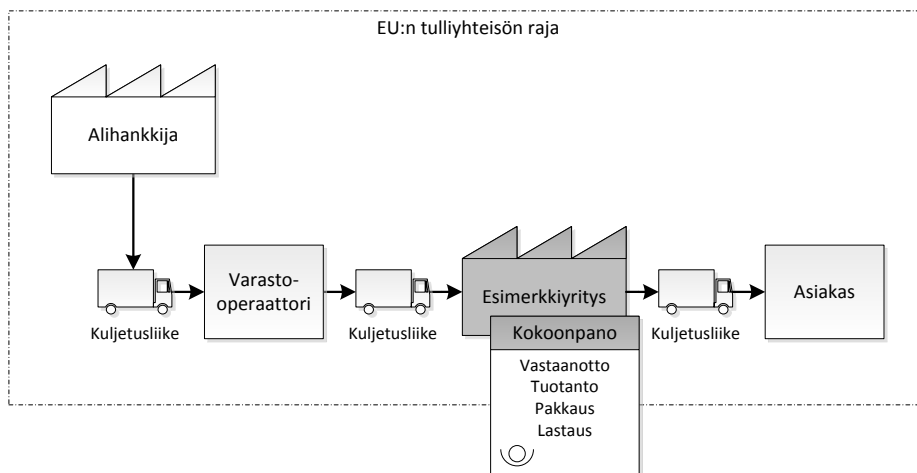 EU:n tulliyhteisön raja
Alihankkija
Kuljetusliike
Varasto-
operaattori
Kuljetusliike
Esimerkkiyritys
Kokoonpano
Vastaanotto
Tuotanto
Pakkaus
Lastaus
Kuljetusliike
Asiakas